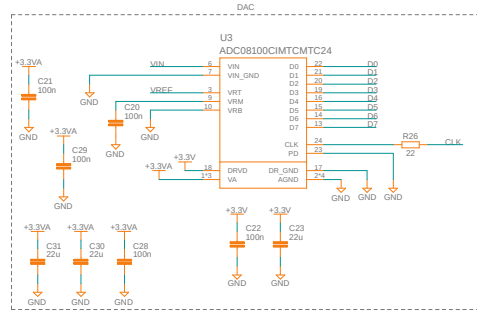 DAC
U3
ADC08100CIMTCMTC24
VIN 6 VIN D0 22 D0
7 VIN_GND D1 21 D1
D2 20 D2
VREF 3 VRT D3 19 D3
9 VRM D4 16 D4
10 VRB D5 15 D5
D6 14 D6
D7 13 D7
CLK 24 R26 22 CLK
PD 23
+3.3V 18 DRVD DR_GND 17
+3.3VA 1*3 VA AGND 2*4
GND
GND
GND
GND
GND
GND
+3.3VA
C21
100n
GND
C20
100n
+3.3VA
C29
100n
GND
+3.3VA
C31
22u
GND
+3.3VA
C30
22u
GND
+3.3VA
C28
100n
GND
+3.3V
C22
100n
GND
+3.3V
C23
22u
GND